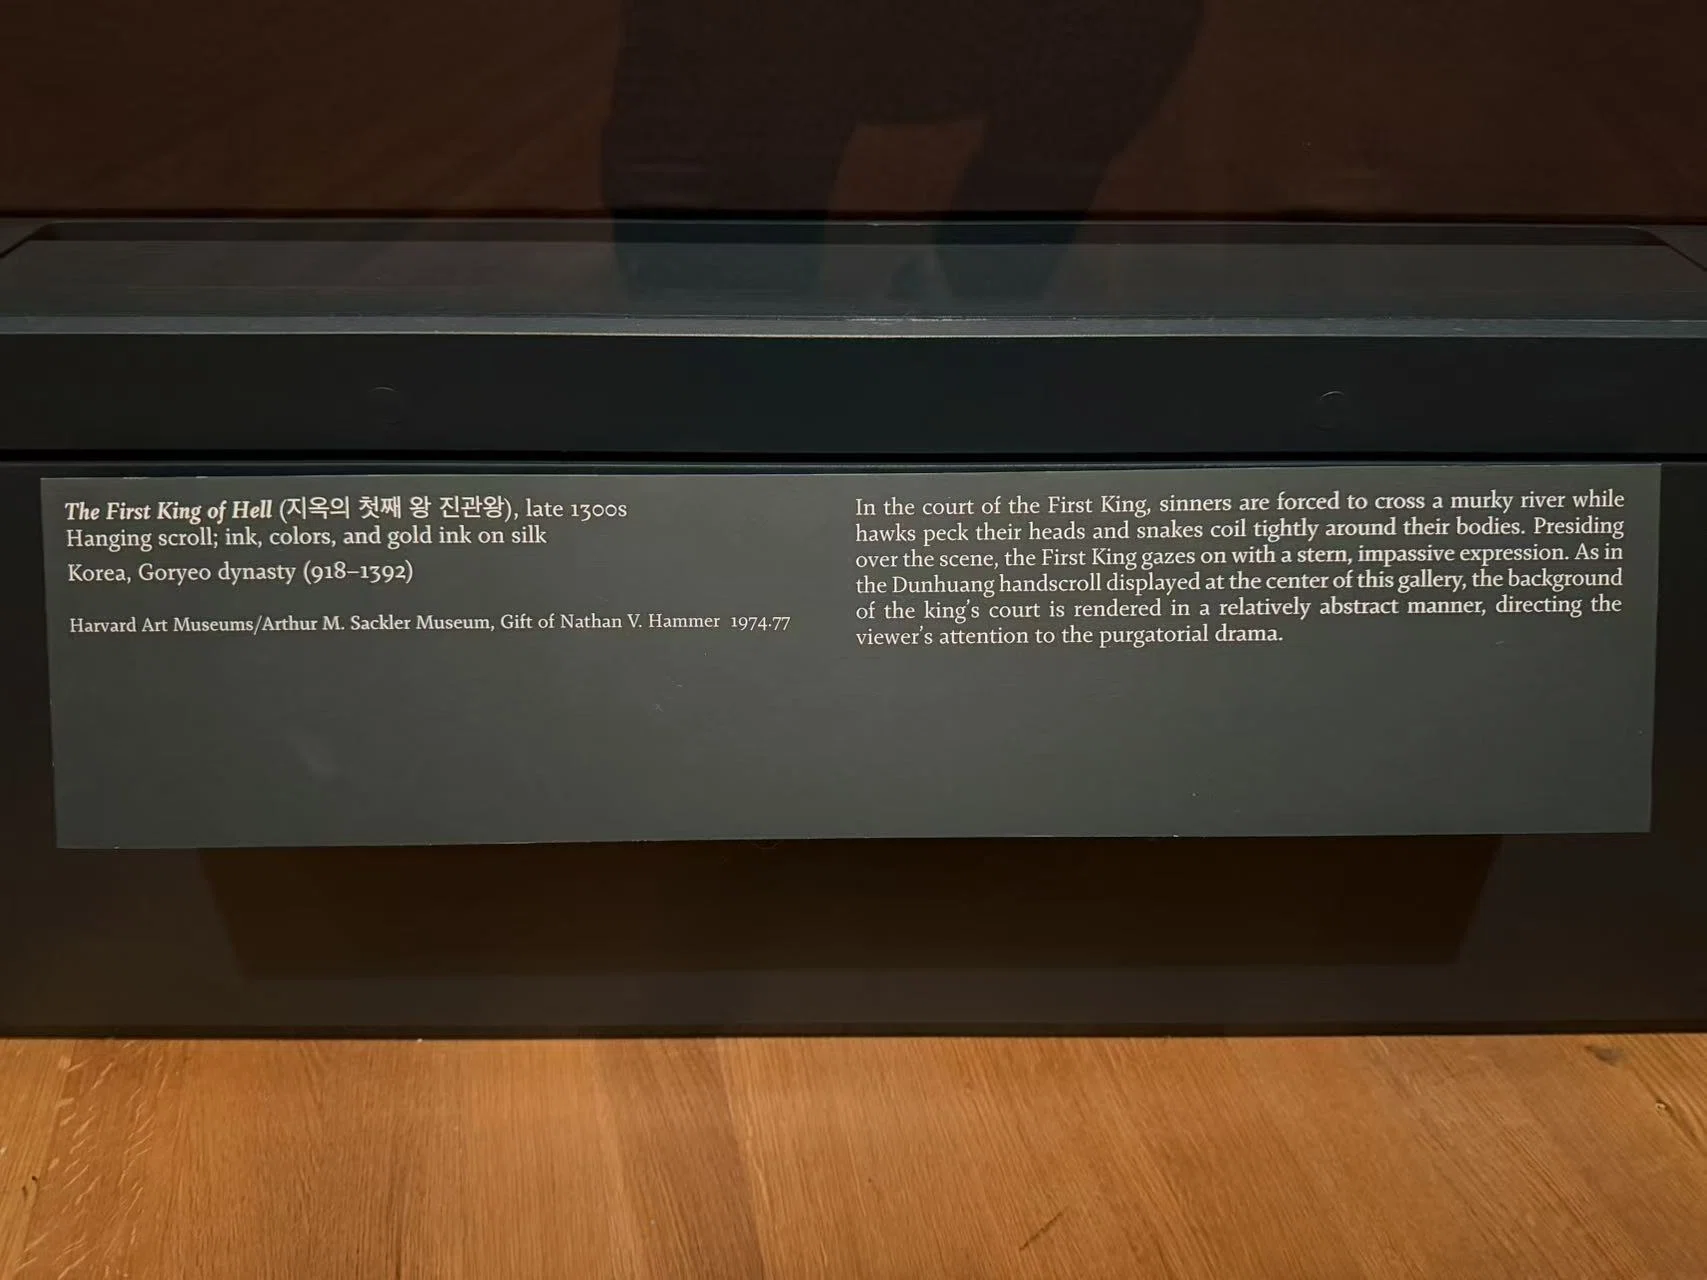 The First King of Hell (지옥의 첫째 왕 진관왕), late 1300s
Hanging scroll; ink, colors, and gold ink on silk
Korea, Goryeo dynasty (918–1392)
Harvard Art Museums/Arthur M. Sackler Museum, Gift of Nathan V. Hammer 1974.77
In the court of the First King, sinners are forced to cross a murky river while
hawks peck their heads and snakes coil tightly around their bodies. Presiding
over the scene, the First King gazes on with a stern, impassive expression. As in
the Dunhuang handscroll displayed at the center of this gallery, the background
of the king's court is rendered in a relatively abstract manner, directing the
viewer's attention to the purgatorial drama.